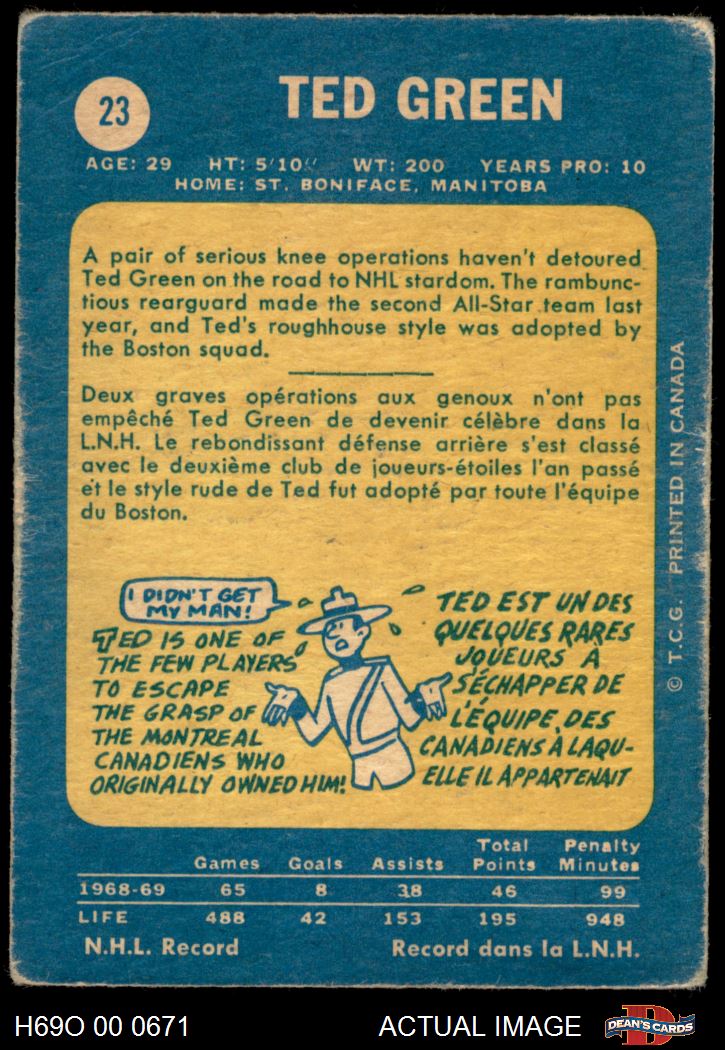 23
TED GREEN
AGE: 29 HT: 5'10'' WT: 200 YEARS PRO: 10
HOME: ST. BONIFACE, MANITOBA
A pair of serious knee operations haven't detoured
Ted Green on the road to NHL stardom. The rambunc-
tious rearguard made the second All-Star team last
year, and Ted's roughhouse style was adopted by
the Boston squad.
Deux graves opérations aux genoux n'ont pas
empêché Ted Green de devenir célèbre dans la
L.N.H. Le rebondissant défense arrière s'est classé
avec le deuxième club de joueurs-étoiles l'an passé
et le style rude de Ted fut adopté par toute l'équipe
du Boston.
I DIDN'T GET
MY MAN!
TED IS ONE OF
THE FEW PLAYERS
TO ESCAPE
THE GRASP OF
THE MONTREAL
CANADIENS WHO
ORIGINALLY OWNED HIM!
TED EST UN DES
QUELQUES RARES
JOUEURS A
S'ÉCHAPPER DE
L'ÉQUIPE, DES
CANADIENS À LAQU-
ELLE IL APPARTENAIT
© T.C.G. PRINTED IN CANADA
Games Goals Assists Total Points Penalty Minutes
1968-69 65 8 38 46 99
LIFE 488 42 153 195 948
N.H.L. Record Record dans la L.N.H.
H69O 00 0671 ACTUAL IMAGE
D
DEAN'S CARDS